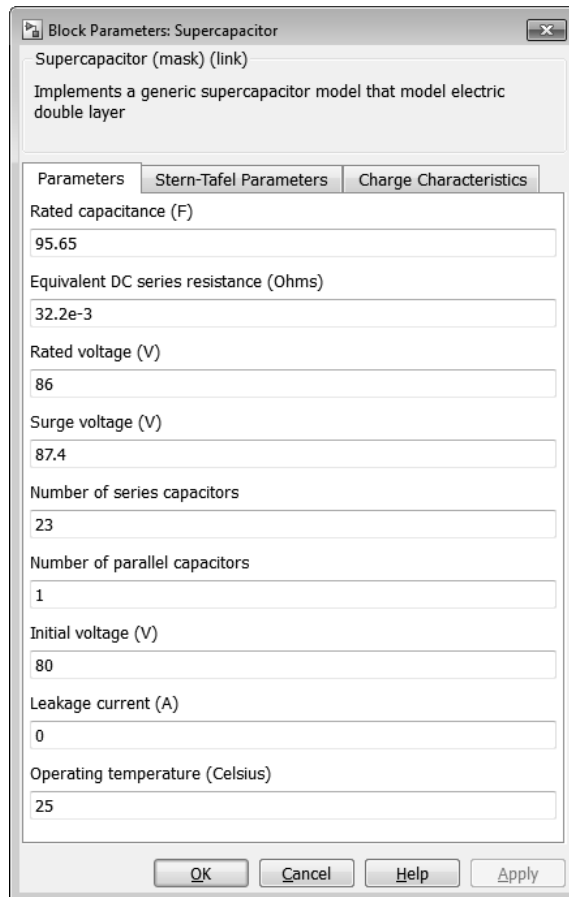 Block Parameters: Supercapacitor
Supercapacitor (mask) (link)
Implements a generic supercapacitor model that model electric
double layer
Parameters
Stern-Tafel Parameters
Charge Characteristics
Rated capacitance (F)
95.65
Equivalent DC series resistance (Ohms)
32.2e-3
Rated voltage (V)
86
Surge voltage (V)
87.4
Number of series capacitors
23
Number of parallel capacitors
1
Initial voltage (V)
80
Leakage current (A)
0
Operating temperature (Celsius)
25
OK
Cancel
Help
Apply